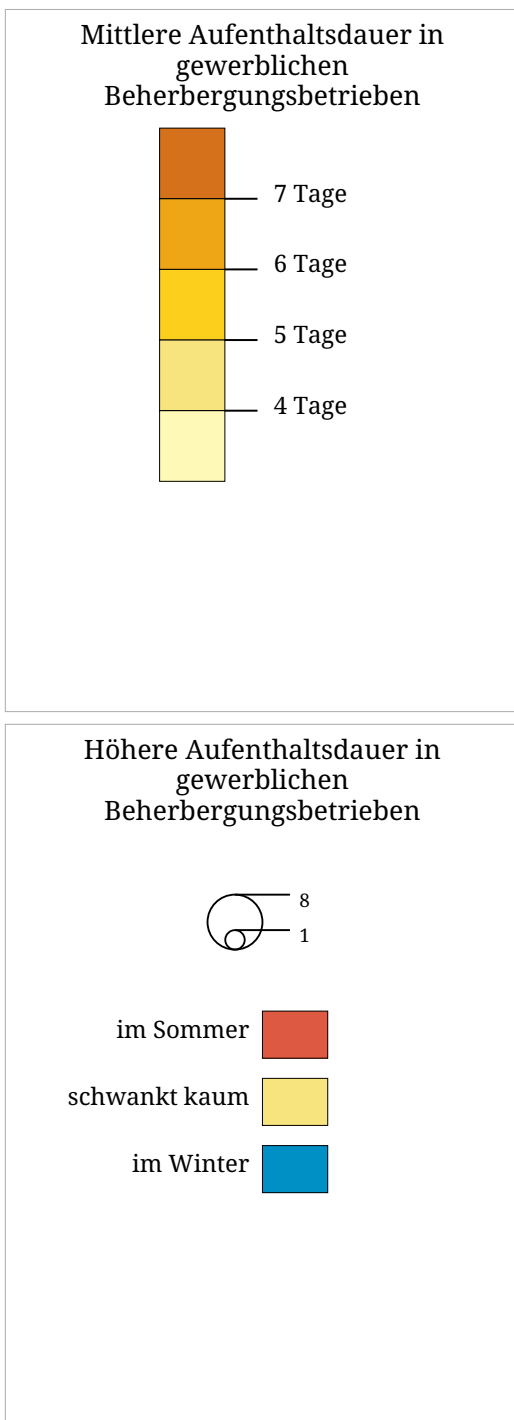 Mittlere Aufenthaltsdauer in
gewerblichen
Beherbergungsbetrieben
7 Tage
6 Tage
5 Tage
4 Tage
Höhere Aufenthaltsdauer in
gewerblichen
Beherbergungsbetrieben
8
1
im Sommer
schwankt kaum
im Winter